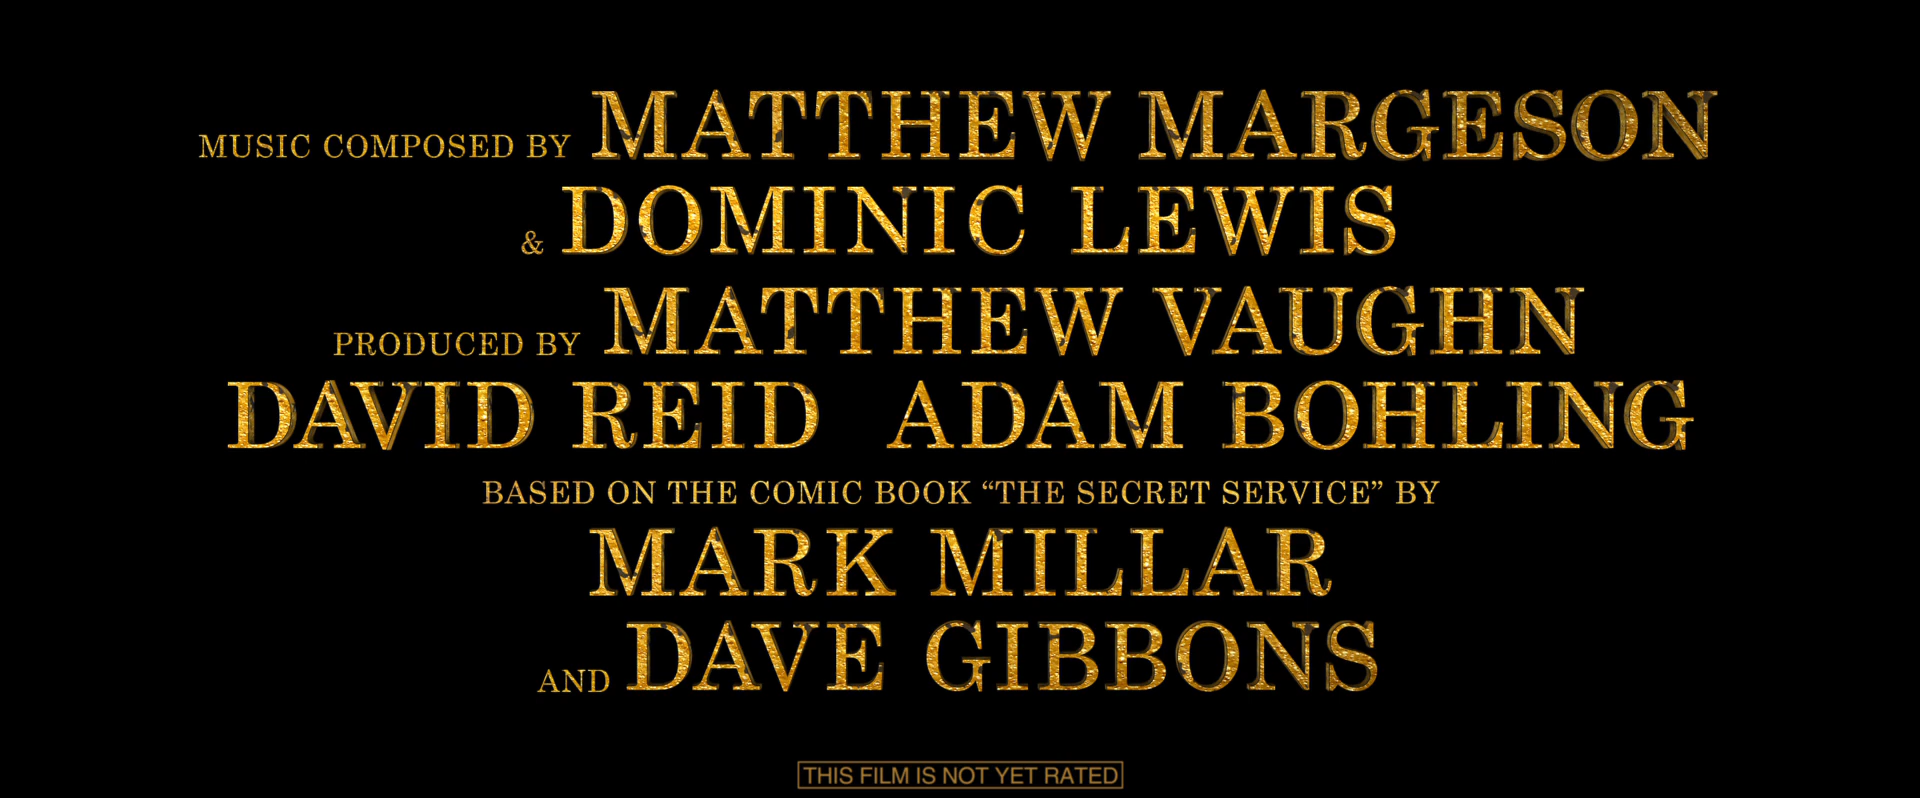 MUSIC COMPOSED BY MATTHEW MARGESON
& DOMINIC LEWIS
PRODUCED BY MATTHEW VAUGHN
DAVID REID ADAM BOHLING
BASED ON THE COMIC BOOK “THE SECRET SERVICE” BY
MARK MILLAR
AND DAVE GIBBONS
THIS FILM IS NOT YET RATED